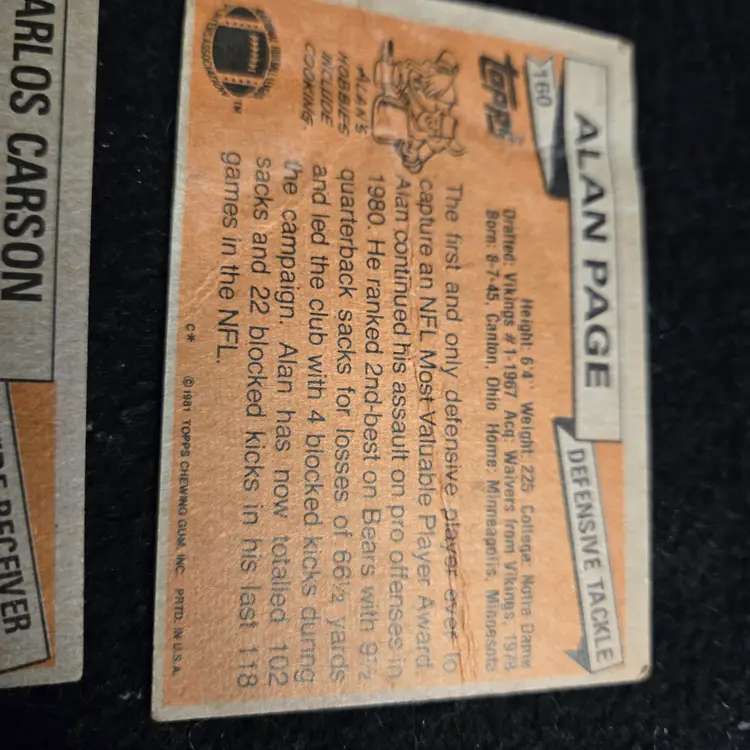 160
ALAN PAGE
DEFENSIVE TACKLE
topps
Height: 6'4" Weight: 225 College: Notre Dame
Drafted: Vikings #1-1967 Acq: Waivers from Vikings,
Born: 8-7-45, Canton, Ohio Home: Minneapolis, Minnesota
ALAN'S
HOBBIES
INCLUDE
COOKING.
The first and only defensive player ever to
capture an NFL Most Valuable Player Award,
Alan continued his assault on pro offenses in
1980. He ranked 2nd-best on Bears with 9½
quarterback sacks for losses of 66½ yards
and led the club with 4 blocked kicks during
the campaign. Alan has now totalled 102
sacks and 22 blocked kicks in his last 118
games in the NFL.
TM
C* © 1981 TOPPS CHEWING GUM, INC. PRTD. IN U.S.A.
ARLOS CARSON
RECEIVER